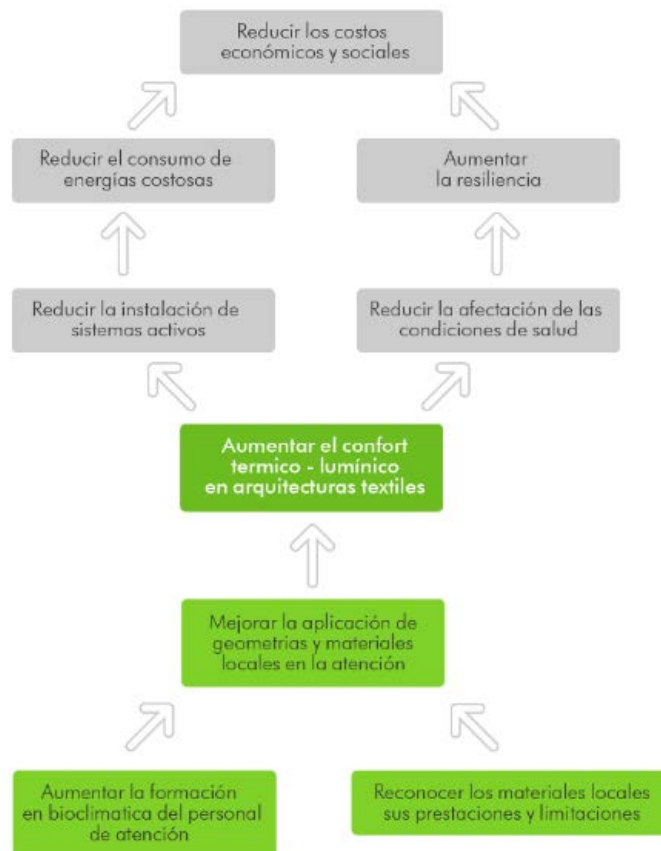 Reducir los costos
económicos y sociales
Reducir el consumo de
energías costosas
Aumentar
la resiliencia
Reducir la instalación de
sistemas activos
Reducir la afectación de las
condiciones de salud
Aumentar el confort
termico - lumínico
en arquitecturas textiles
Mejorar la aplicación de
geometrias y materiales
locales en la atención
Aumentar la formación
en bioclimatica del personal
de atención
Reconocer los materiales locales
sus prestaciones y limitaciones